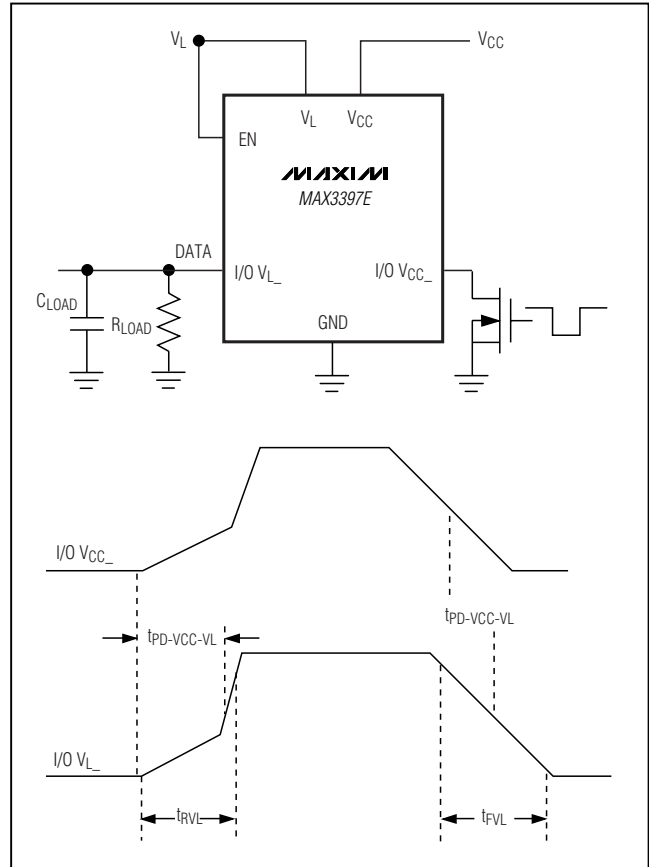 VL
VCC
VL VCC
EN
MAXIM
MAX3397E
DATA
I/O VL_ I/O VCC_
CLOAD
RLOAD
GND
I/O VCC_
tPD-VCC-VL
tPD-VCC-VL
I/O VL_
tRVL
tFVL